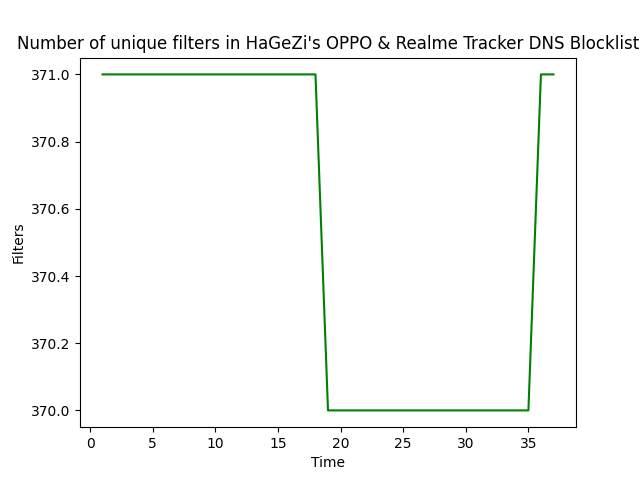 Number of unique filters in HaGeZi's OPPO & Realme Tracker DNS Blocklist
371.0
370.8
370.6
370.4
370.2
370.0
Filters
0 5 10 15 20 25 30 35
Time